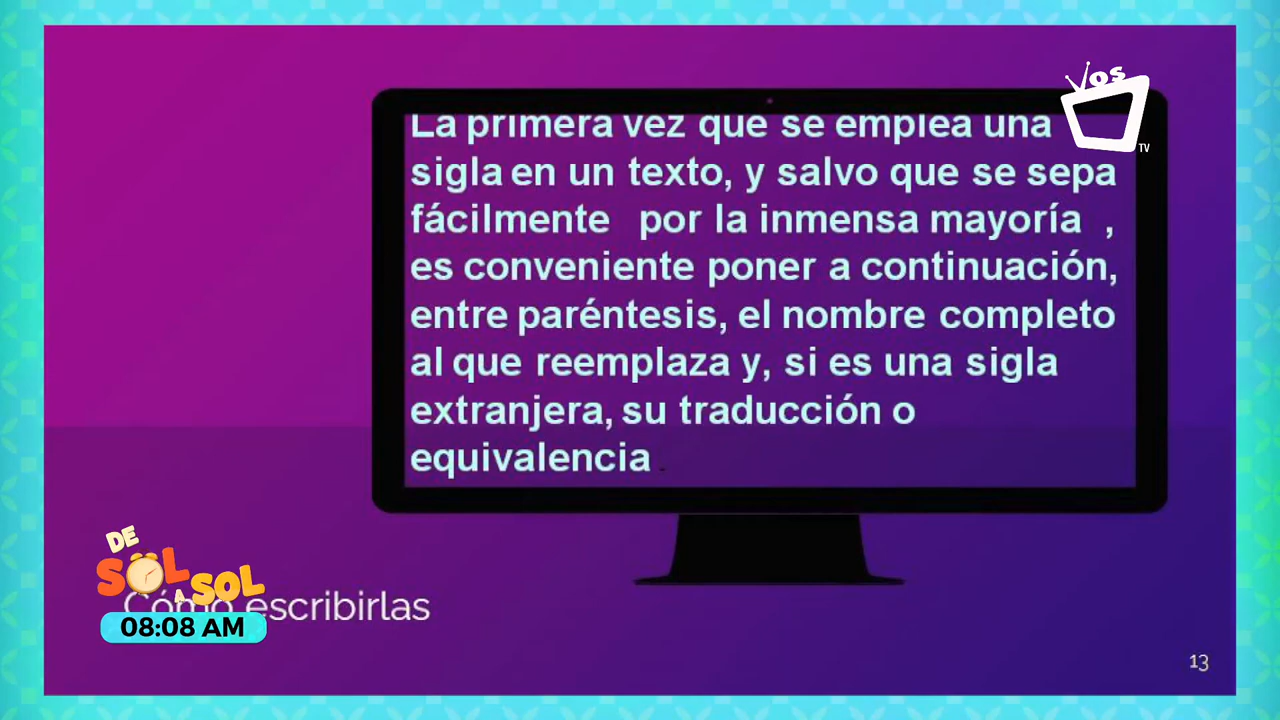 VOS
TV
La primera vez que se emplea una
sigla en un texto, y salvo que se sepa
fácilmente por la inmensa mayoría ,
es conveniente poner a continuación,
entre paréntesis, el nombre completo
al que reemplaza y, si es una sigla
extranjera, su traducción o
equivalencia .
DE
SOL
A SOL
Cómo escribirlas
08:08 AM
13